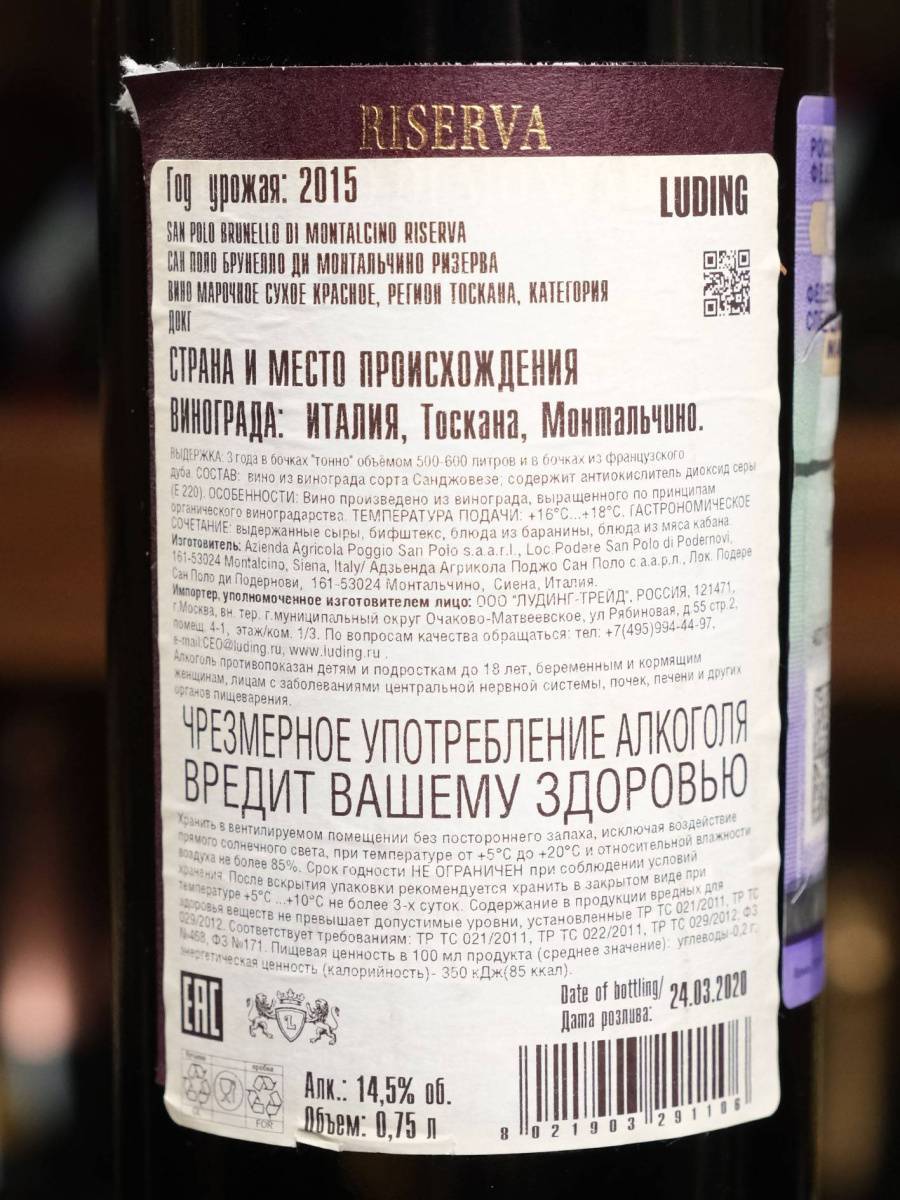 RISERVA
Год урожая: 2015
LUDING
SAN POLO BRUNELLO DI MONTALCINO RISERVA
САН ПОЛО БРУНЕЛЛО ДИ МОНТАЛЬЧИНО РИЗЕРВА
ВИНО МАРОЧНОЕ СУХОЕ КРАСНОЕ, РЕГИОН ТОСКАНА, КАТЕГОРИЯ
ДОКГ
СТРАНА И МЕСТО ПРОИСХОЖДЕНИЯ
ВИНОГРАДА: ИТАЛИЯ, Тоскана, Монтальчино.
ВЫДЕРЖКА: 3 года в бочках "тонно" объёмом 500-600 литров и в бочках из французского
дуба. СОСТАВ: вино из винограда сорта Санджовезе; содержит антиокислитель диоксид серы
(Е 220). ОСОБЕННОСТИ: Вино произведено из винограда, выращенного по принципам
органического виноградарства. ТЕМПЕРАТУРА ПОДАЧИ: +16°С...+18°С. ГАСТРОНОМИЧЕСКОЕ
СОЧЕТАНИЕ: выдержанные сыры, бифштекс, блюда из баранины, блюда из мяса кабана.
Изготовитель: Azienda Agricola Poggio San Polo s.a.a.r.l., Loc.Podere San Polo di Podernovi,
161-53024 Montalcino, Siena, Italy/ Адзьенда Агрикола Поджо Сан Поло с.а.а.р.л., Лок. Подере
Сан Поло ди Подернови, 161-53024 Монтальчино, Сиена, Италия.
Импортер, уполномоченное изготовителем лицо: ООО "ЛУДИНГ-ТРЕЙД", РОССИЯ, 121471,
г.Москва, вн. тер. г.муниципальный округ Очаково-Матвеевское, ул Рябиновая, д.55 стр.2,
помещ. 4-1, этаж/ком. 1/3. По вопросам качества обращаться: тел: +7(495)994-44-97,
e-mail:CEO@luding.ru, www.luding.ru .
Алкоголь противопоказан детям и подросткам до 18 лет, беременным и кормящим
женщинам, лицам с заболеваниями центральной нервной системы, почек, печени и других
органов пищеварения.
ЧРЕЗМЕРНОЕ УПОТРЕБЛЕНИЕ АЛКОГОЛЯ
ВРЕДИТ ВАШЕМУ ЗДОРОВЬЮ
Хранить в вентилируемом помещении без постороннего запаха, исключая воздействие
прямого солнечного света, при температуре от +5°С до +20°С и относительной влажности
воздуха не более 85%. Срок годности НЕ ОГРАНИЧЕН при соблюдении условий
хранения. После вскрытия упаковки рекомендуется хранить в закрытом виде при
температуре +5°С ...+10°С не более 3-х суток. Содержание в продукции вредных для
здоровья веществ не превышает допустимые уровни, установленные ТР ТС 021/2011, ТР ТС
029/2012. Соответствует требованиям: ТР ТС 021/2011, ТР ТС 022/2011, ТР ТС 029/2012; ФЗ
№468, ФЗ №171. Пищевая ценность в 100 мл продукта (среднее значение): углеводы-0,2 г;
энергетическая ценность (калорийность)- 350 кДж(85 ккал).
Date of bottling/
Дата розлива:
24.03.2020
EAC
L
пробка
FOR
Алк.: 14,5% об.
Объем: 0,75 л
8 021903 291106